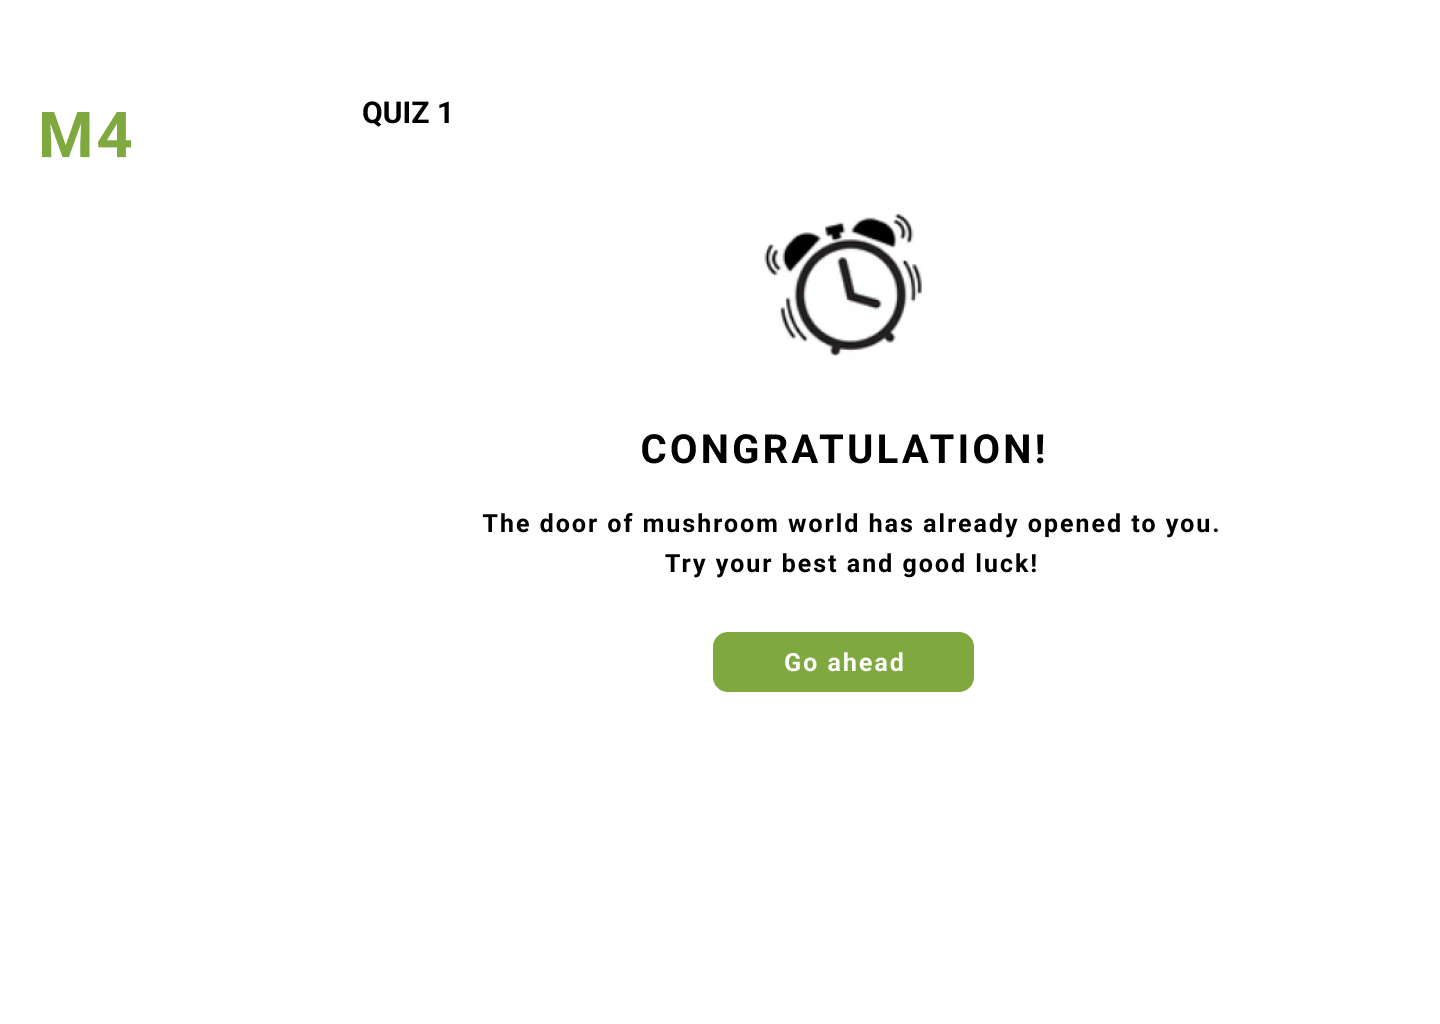 M4
QUIZ 1
CONGRATULATION!
The door of mushroom world has already opened to you.
Try your best and good luck!
Go ahead